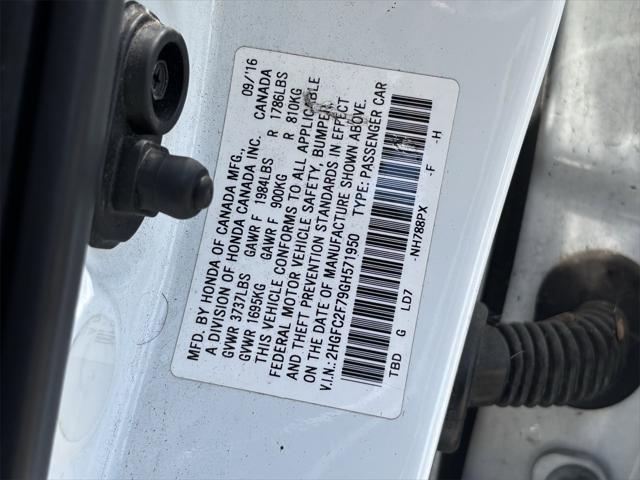 MFD. BY HONDA OF CANADA MFG., 09/'16
A DIVISION OF HONDA CANADA INC. CANADA
GVWR 3737LBS GAWR F 1984LBS R 1786LBS
GVWR 1695KG GAWR F 900KG R 810KG
THIS VEHICLE CONFORMS TO ALL APPLICABLE
FEDERAL MOTOR VEHICLE SAFETY, BUMPER,
AND THEFT PREVENTION STANDARDS IN EFFECT
ON THE DATE OF MANUFACTURE SHOWN ABOVE.
V.I.N.: 2HGFC2F79GH571950 TYPE: PASSENGER CAR
TBD G LD7 -NH788PX -F -H